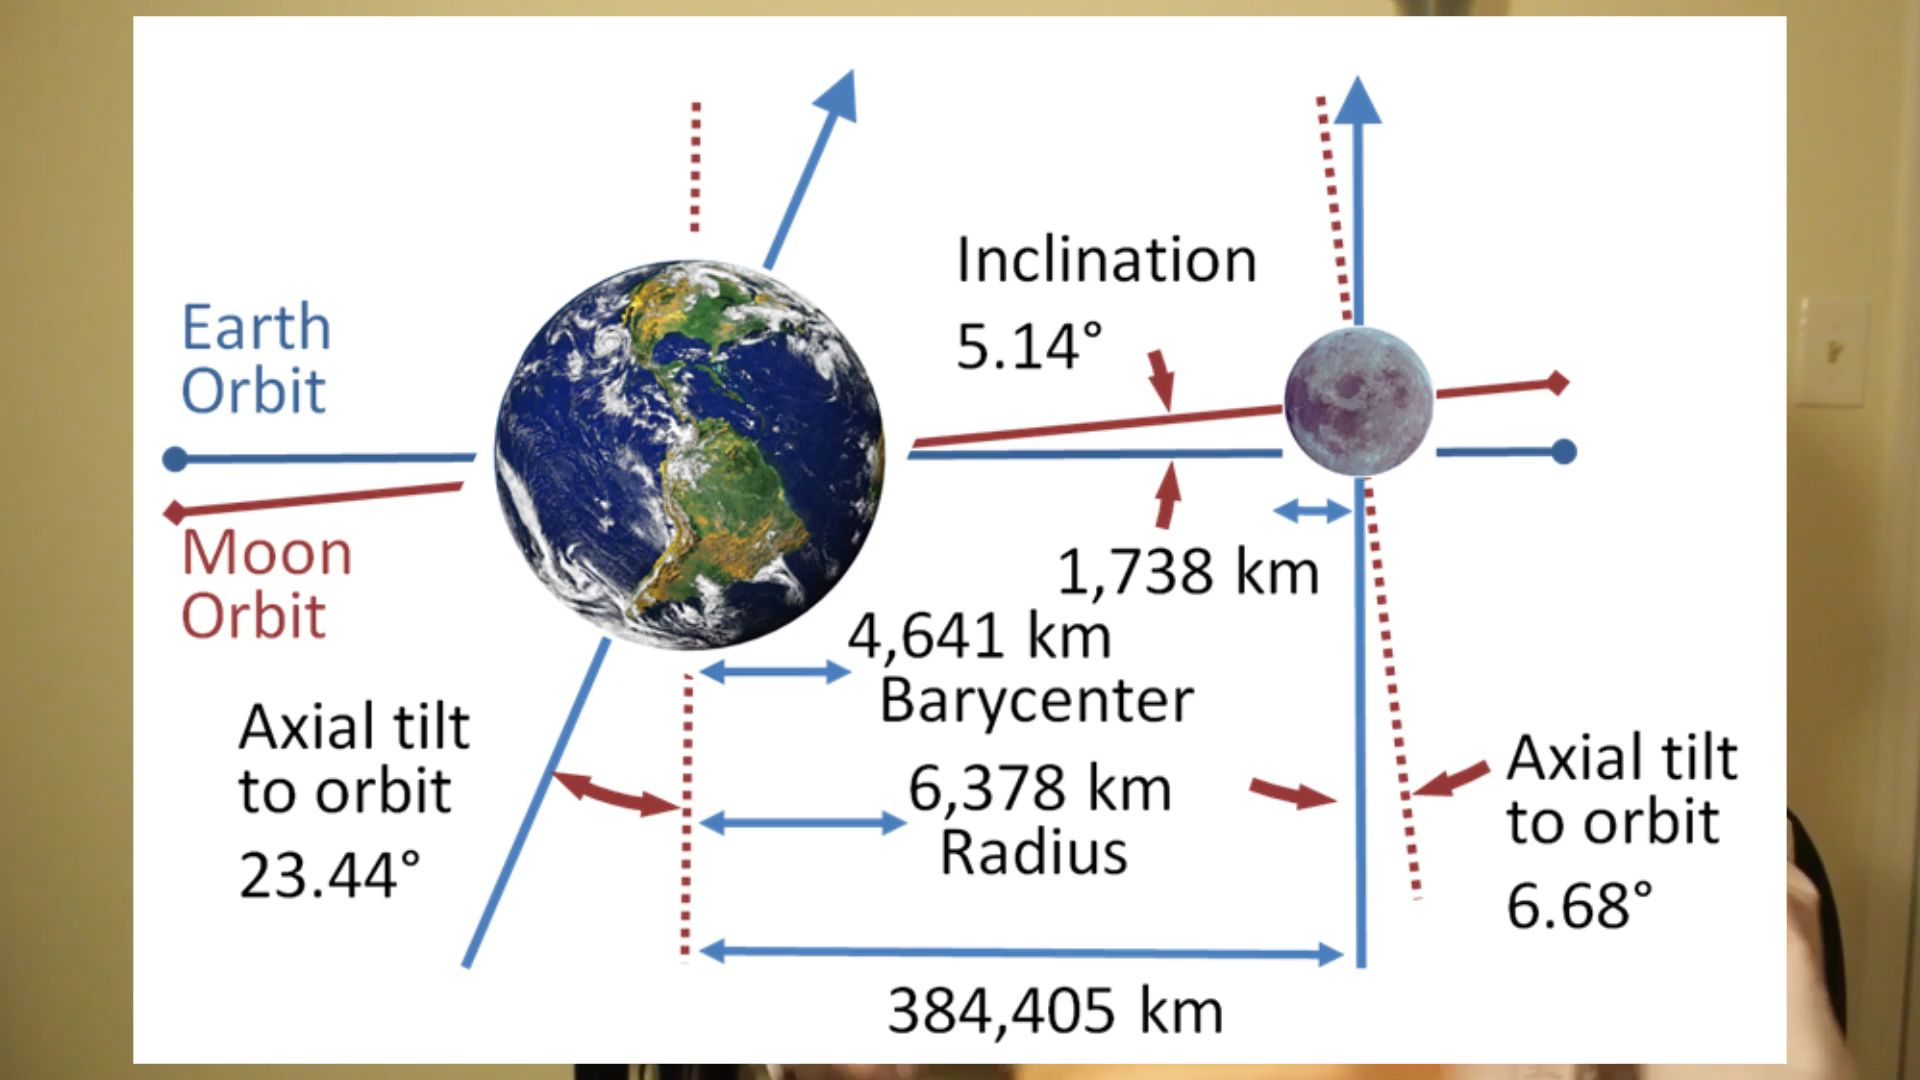 Earth
Orbit
Moon
Orbit
Inclination
5.14°
1,738 km
4,641 km
Barycenter
6,378 km
Radius
384,405 km
Axial tilt
to orbit
23.44°
Axial tilt
to orbit
6.68°